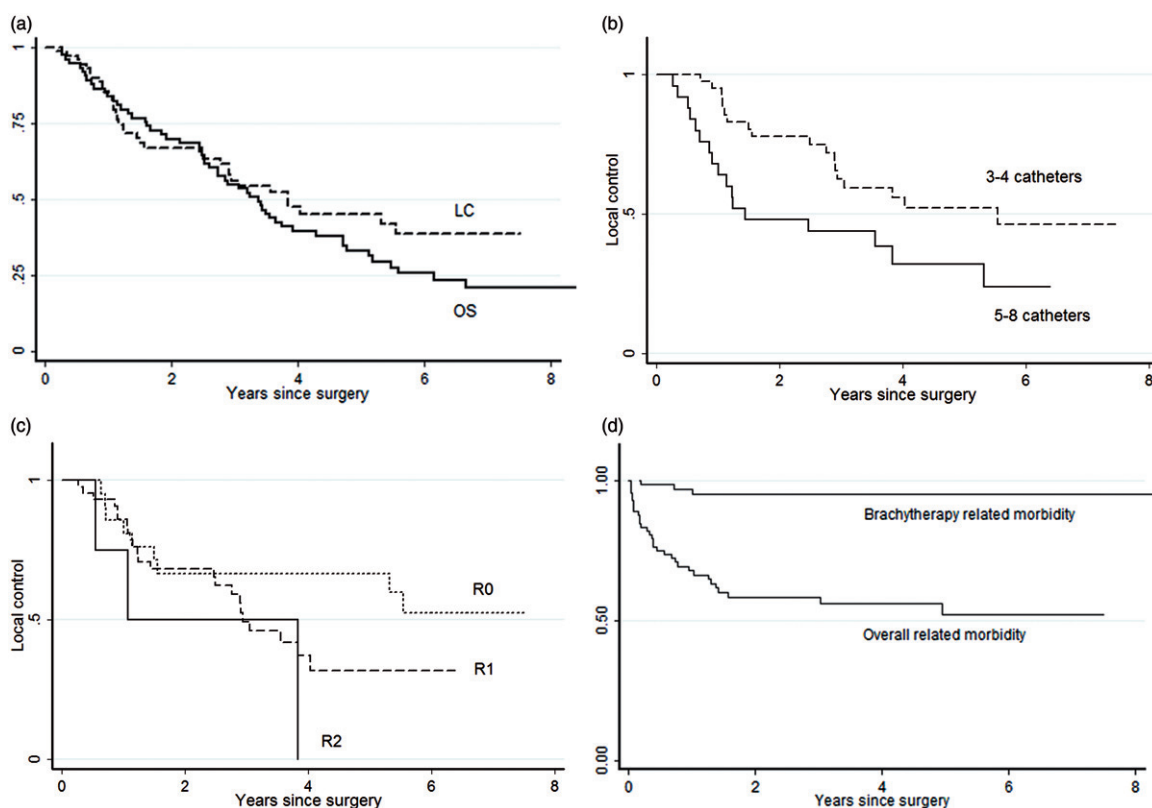 (a)
1
.75
.5
.25
0
LC
OS
0 2 4 6 8
Years since surgery
(b)
Local control
1
.5
0
3-4 catheters
5-8 catheters
0 2 4 6 8
Years since surgery
(c)
Local control
1
.5
0
R0
R1
R2
0 2 4 6 8
Years since surgery
(d)
1.00
0.50
0.00
Brachytherapy related morbidity
Overall related morbidity
0 2 4 6 8
Years since surgery